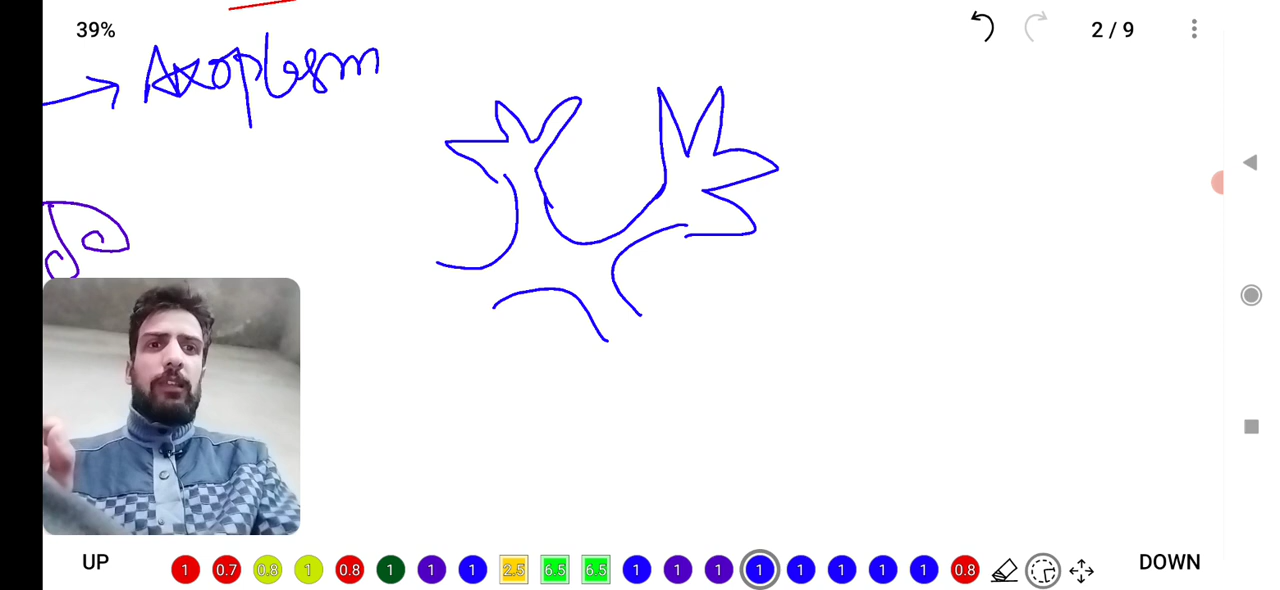 39%
2 / 9
→ Axoplasm
UP
1 0.7 0.8 1 0.8 1 1 1 2.5 6.5 6.5 1 1 1 1 1 1 1 1 0.8
DOWN